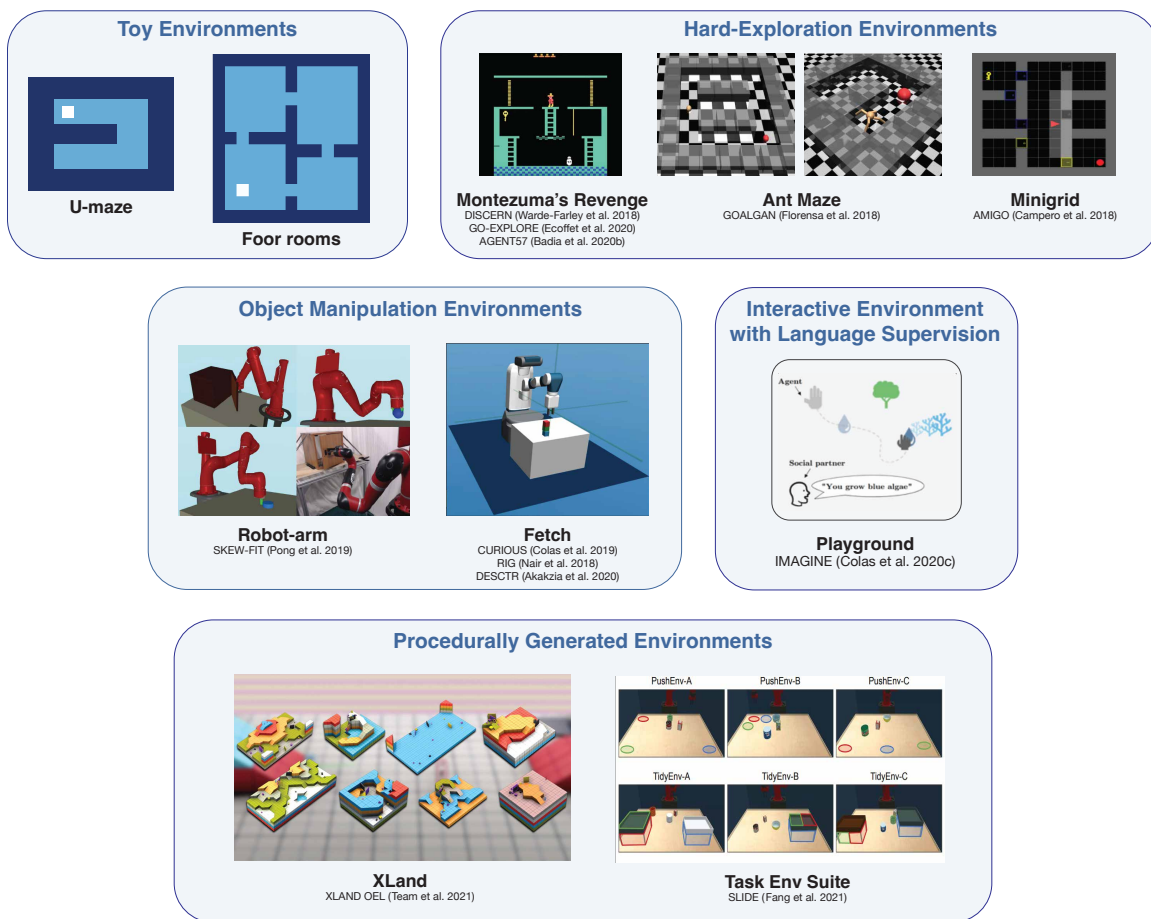 Toy Environments
U-maze
Foor rooms
Hard-Exploration Environments
Montezuma's Revenge
DISCERN (Warde-Farley et al. 2018)
GO-EXPLORE (Ecoffet et al. 2020)
AGENT57 (Badia et al. 2020b)
Ant Maze
GOALGAN (Florensa et al. 2018)
Minigrid
AMIGO (Campero et al. 2018)
Object Manipulation Environments
Robot-arm
SKEW-FIT (Pong et al. 2019)
Fetch
CURIOUS (Colas et al. 2019)
RIG (Nair et al. 2018)
DESCTR (Akakzia et al. 2020)
Interactive Environment
with Language Supervision
Agent
Social partner
"You grow blue algae"
Playground
IMAGINE (Colas et al. 2020c)
Procedurally Generated Environments
XLand
XLAND OEL (Team et al. 2021)
PushEnv-A
PushEnv-B
PushEnv-C
TidyEnv-A
TidyEnv-B
TidyEnv-C
Task Env Suite
SLIDE (Fang et al. 2021)